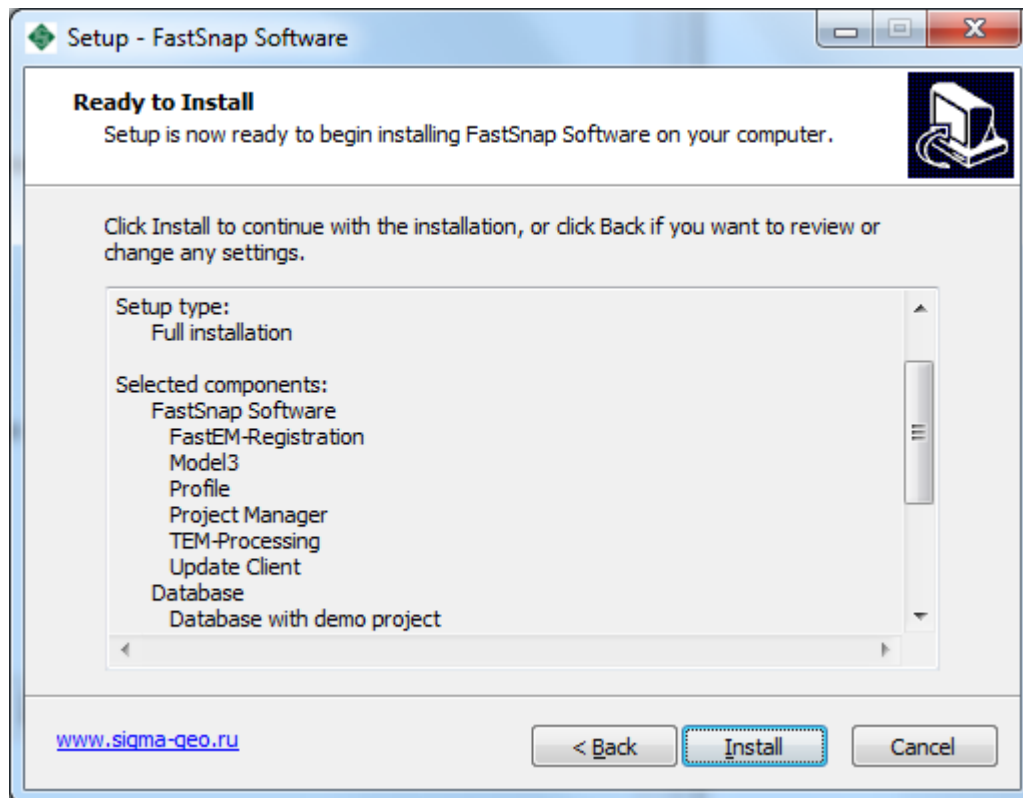 Setup - FastSnap Software
Ready to Install
Setup is now ready to begin installing FastSnap Software on your computer.
Click Install to continue with the installation, or click Back if you want to review or
change any settings.
Setup type:
Full installation
Selected components:
FastSnap Software
FastEM-Registration
Model3
Profile
Project Manager
TEM-Processing
Update Client
Database
Database with demo project
www.sigma-geo.ru
< Back
Install
Cancel